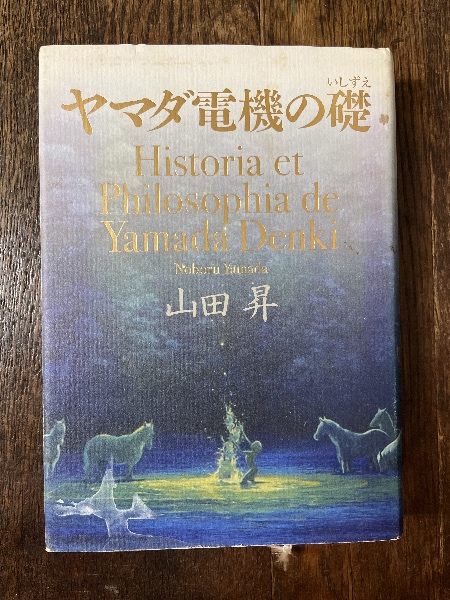 いしずえ
ヤマダ電機の礎
Historia et
Philosophia de
Yamada Denki
Noboru Yamada
山田 昇